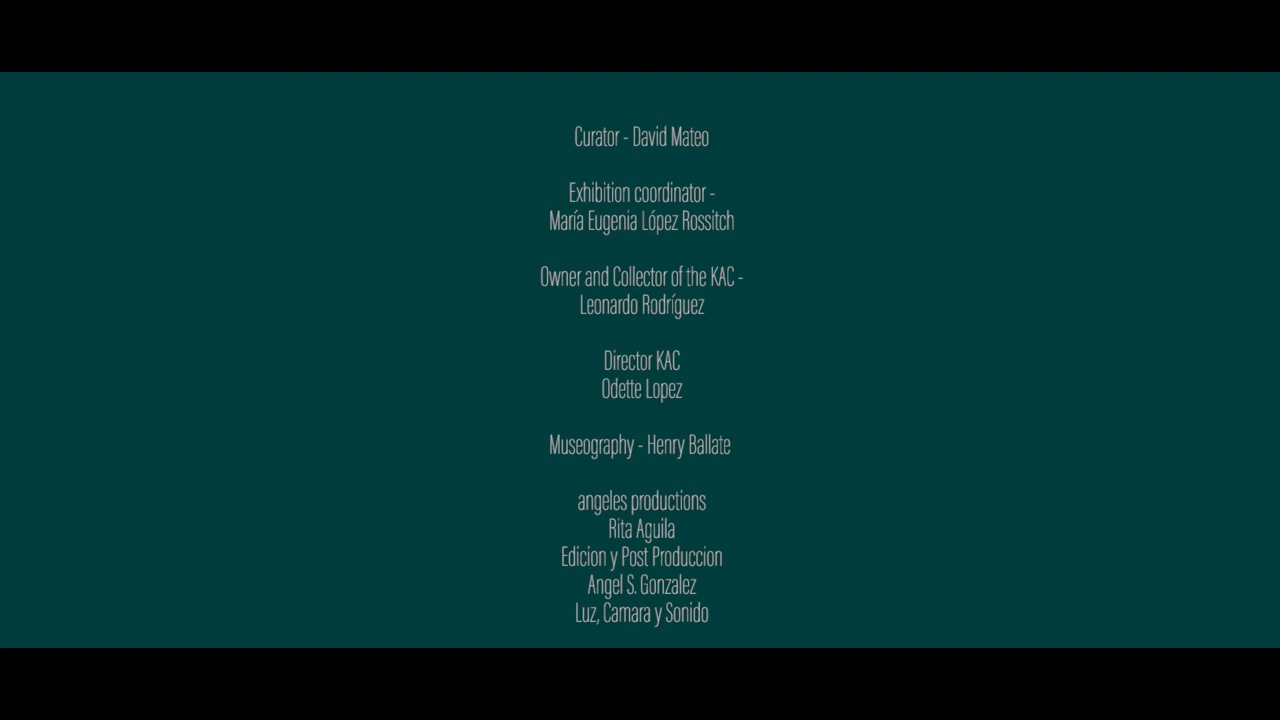 Curator - David Mateo
Exhibition coordinator -
María Eugenia López Rossitch
Owner and Collector of the KAC -
Leonardo Rodríguez
Director KAC
Odette Lopez
Museography - Henry Ballate
angeles productions
Rita Aguila
Edicion y Post Produccion
Angel S. Gonzalez
Luz, Camara y Sonido